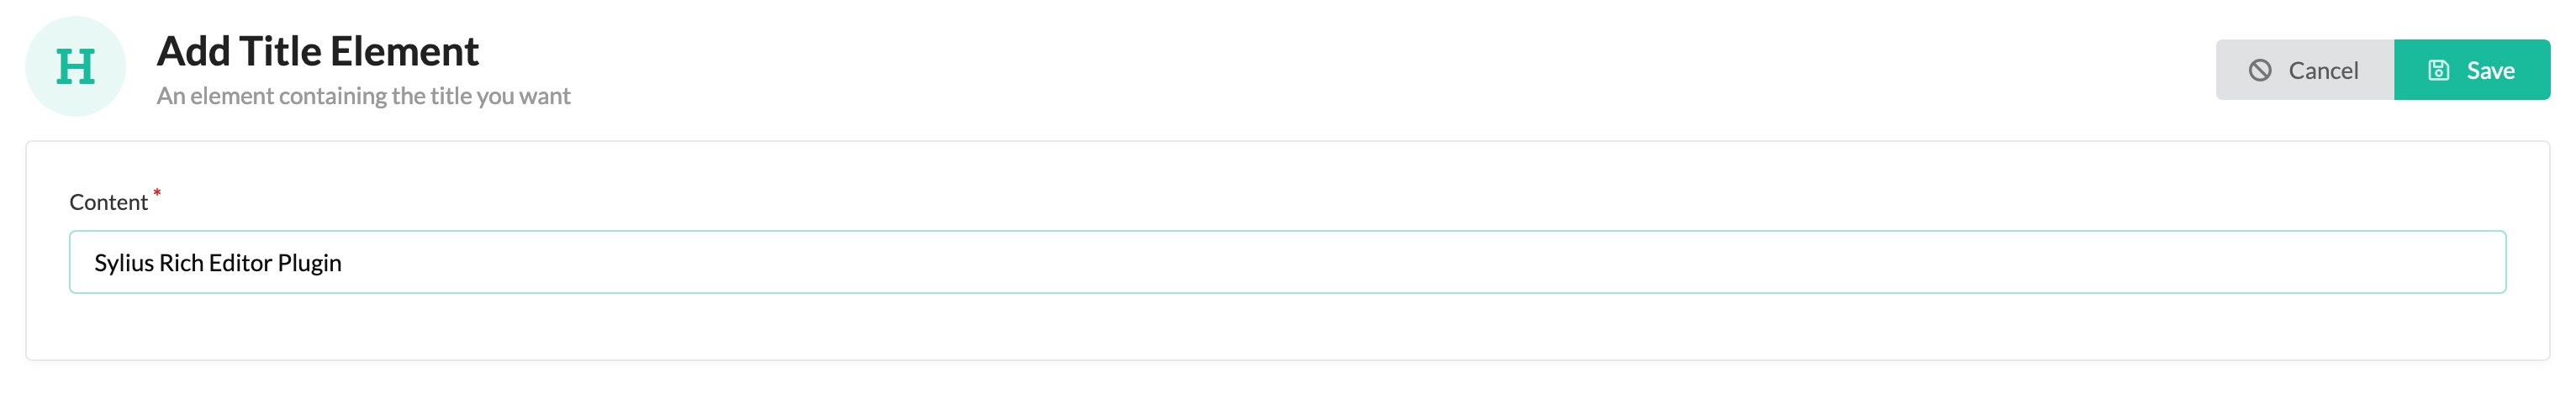 H
Add Title Element
An element containing the title you want
Cancel
Save
Content *
Sylius Rich Editor Plugin